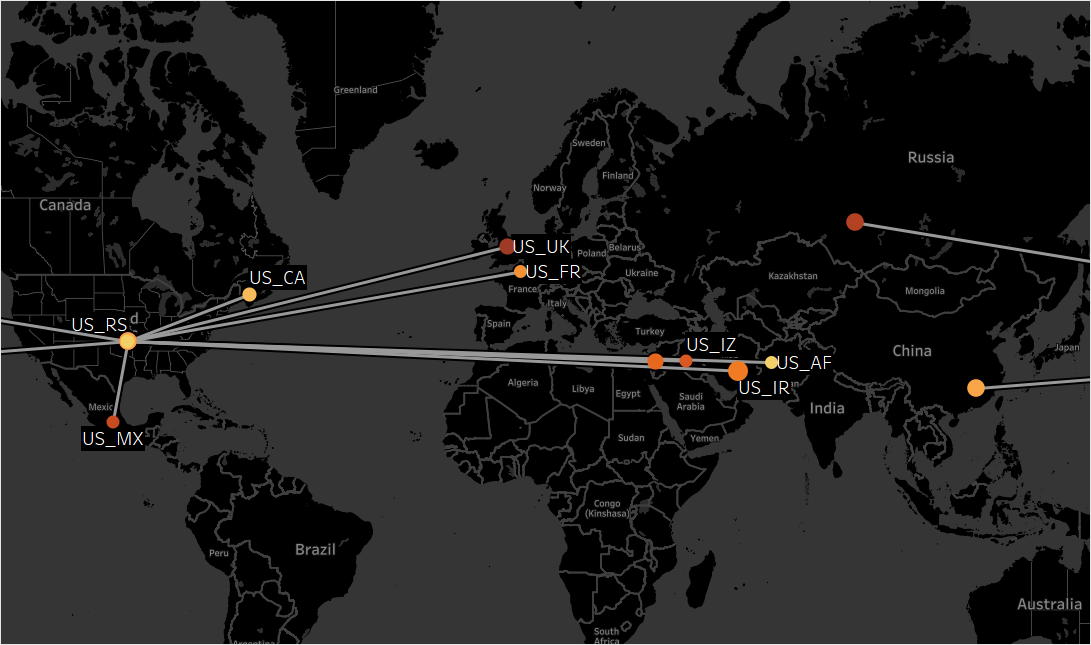 Greenland
Russia
Sweden
Finland
Norway
Canada
US_UK
Poland
Belarus
US_FR
Ukraine
US_CA
France
Kazakhstan
Mongolia
Italy
US_RS
Spain
Turkey
US_IZ
China
Japan
US_AF
Algeria
Libya
Egypt
US_IR
Saudi
Arabia
India
Mexic
US_MX
Sudan
Yemen
Congo
(Kinshasa)
Brazil
Peru
Australia
South
Africa
Argentina